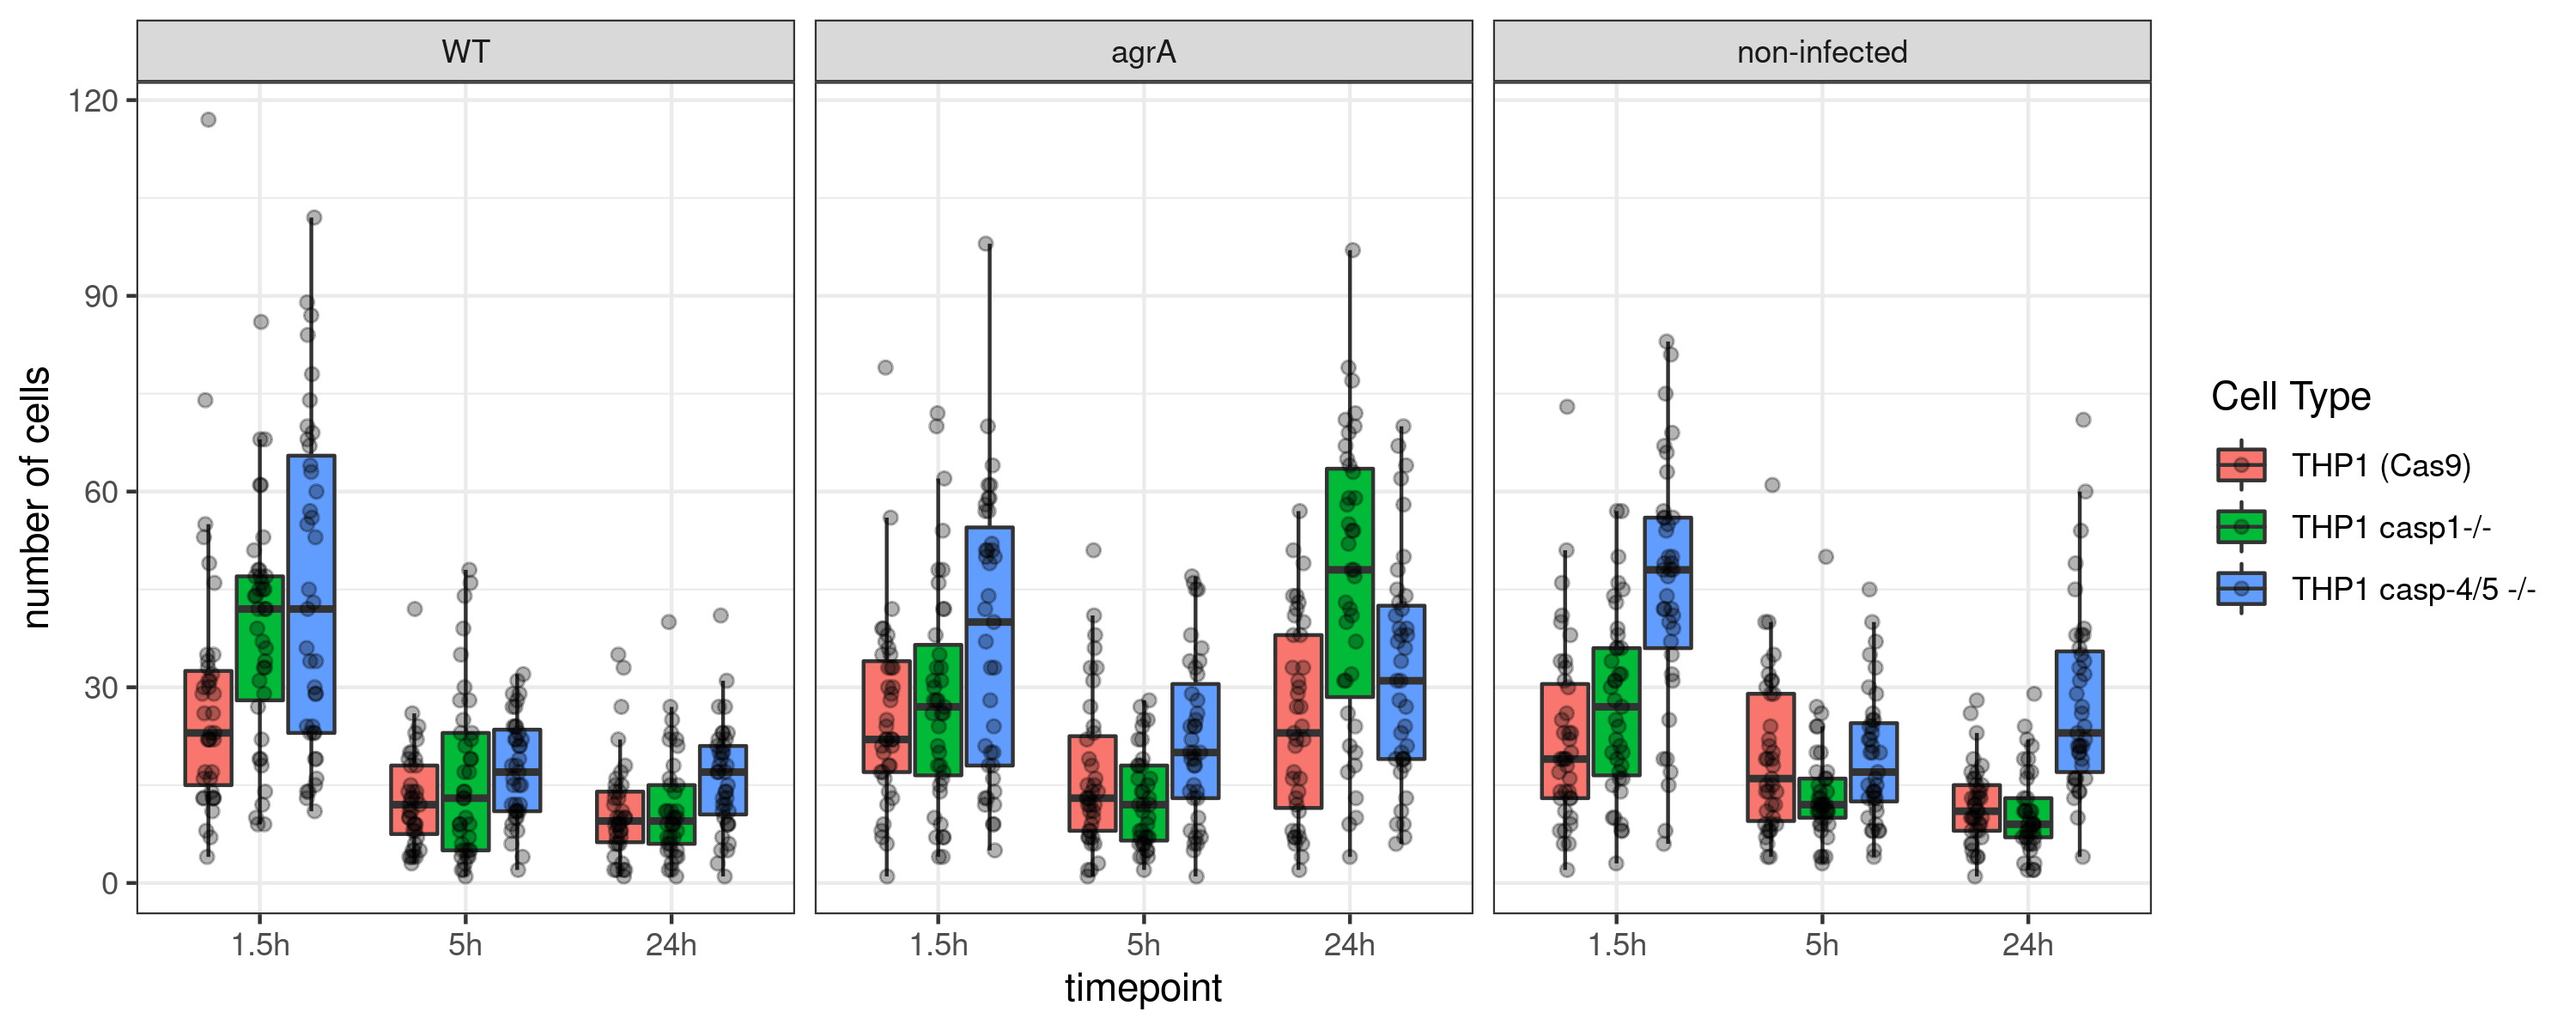 WT
agrA
non-infected
120
90
60
30
0
number of cells
1.5h 5h 24h
1.5h 5h 24h
1.5h 5h 24h
timepoint
Cell Type
THP1 (Cas9)
THP1 casp1-/-
THP1 casp-4/5 -/-